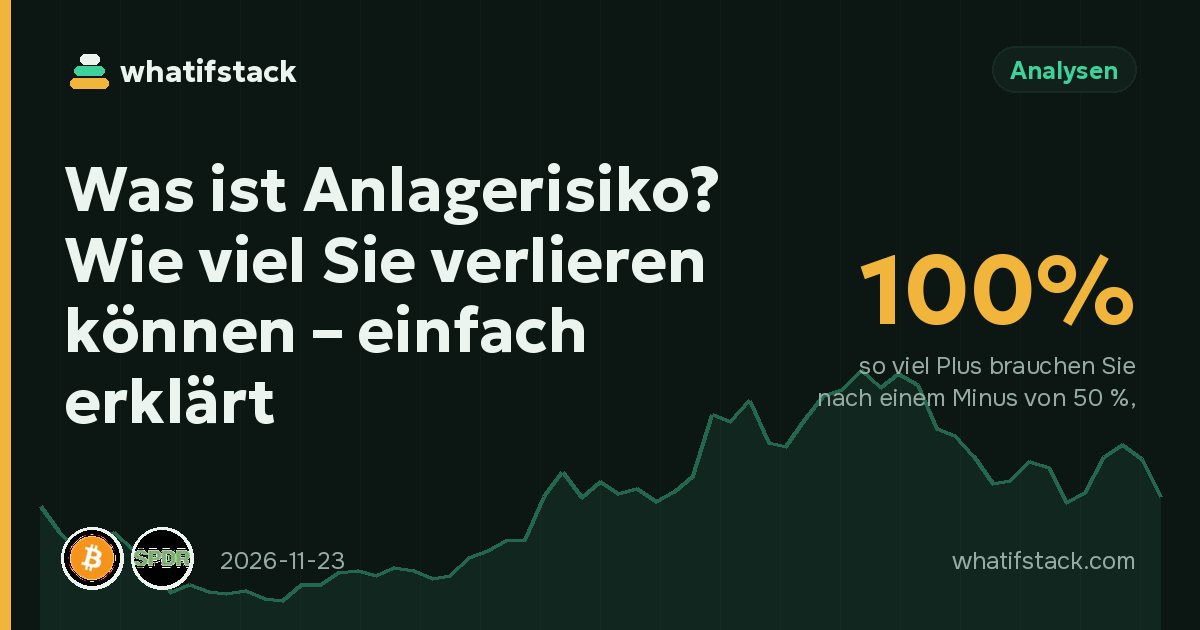 whatifstack
Analysen
Was ist Anlagerisiko?
Wie viel Sie verlieren
können – einfach
erklärt
100%
so viel Plus brauchen Sie
nach einem Minus von 50 %,
SPDR
2026-11-23
whatifstack.com